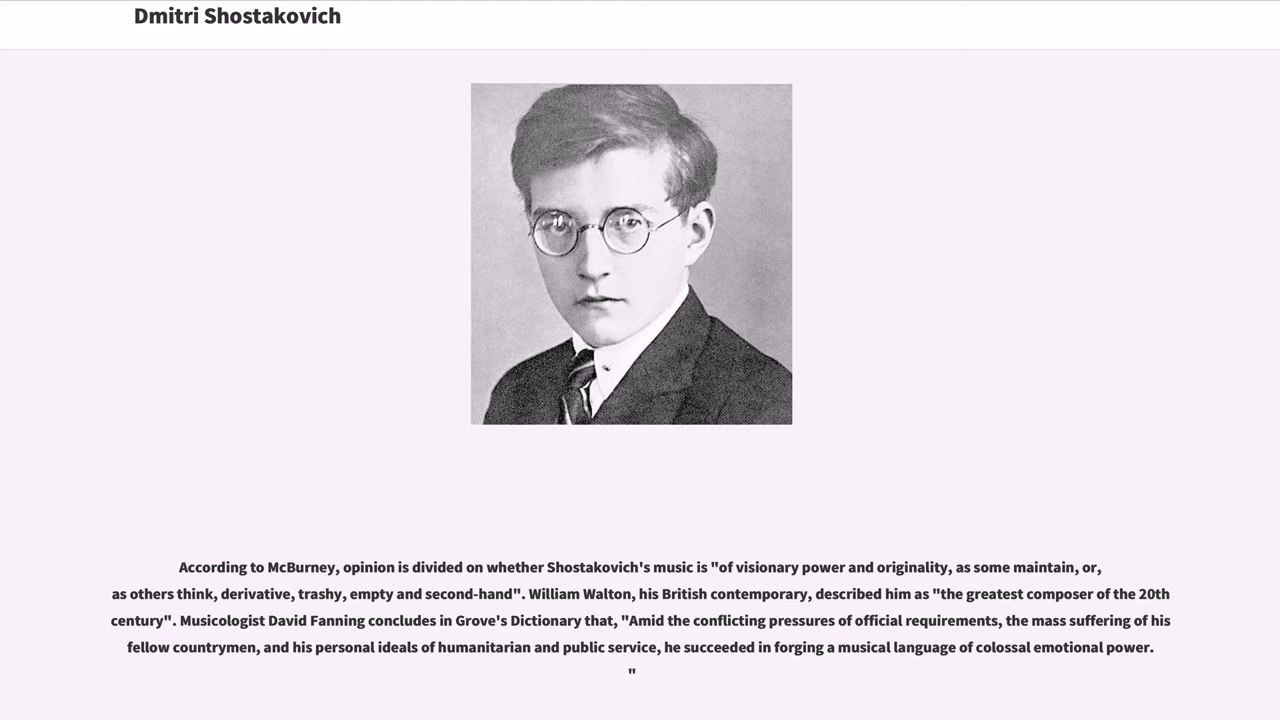 Dmitri Shostakovich
According to McBurney, opinion is divided on whether Shostakovich's music is "of visionary power and originality, as some maintain, or,
as others think, derivative, trashy, empty and second-hand". William Walton, his British contemporary, described him as "the greatest composer of the 20th
century". Musicologist David Fanning concludes in Grove's Dictionary that, "Amid the conflicting pressures of official requirements, the mass suffering of his
fellow countrymen, and his personal ideals of humanitarian and public service, he succeeded in forging a musical language of colossal emotional power.
"